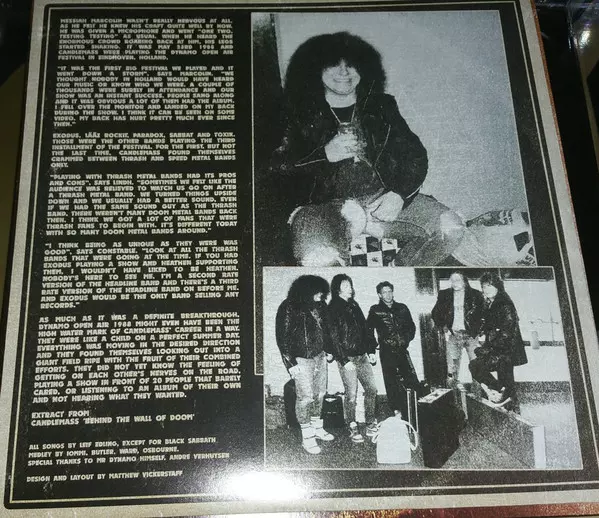 MESSIAH MARCOLIN WASN'T REALLY NERVOUS AT ALL,
AS HE FELT HE KNEW HIS CRAFT QUITE WELL BY NOW.
HE WAS GIVEN A MICROPHONE AND WENT "ONE TWO,
TESTING TESTING" AS USUAL. WHEN HE HEARD THE
ENORMOUS CROWD ROARING BACK AT HIM, HIS LEGS
STARTED SHAKING. IT WAS MAY 23RD 1988 AND
CANDLEMASS WERE PLAYING THE DYNAMO OPEN AIR
FESTIVAL IN EINDHOVEN, HOLLAND.
"IT WAS THE FIRST BIG FESTIVAL WE PLAYED AND IT
WENT DOWN A STORM", SAYS MARCOLIN. "WE
THOUGHT NOBODY IN HOLLAND WOULD HAVE HEARD
OUR MUSIC OR KNOW WHO WE WERE. A COUPLE OF
THOUSANDS WERE SURELY IN ATTENDANCE AND OUR
SHOW WAS AN INSTANT SUCCESS. PEOPLE SANG ALONG
AND IT WAS OBVIOUS A LOT OF THEM HAD THE ALBUM.
I FELL OVER THE MONITOR AND LANDED ON MY BACK
DURING THE SHOW. I THINK IT CAN BE SEEN ON SOME
VIDEO. MY BACK HAS HURT PRETTY MUCH EVER SINCE
THEN."
EXODUS, LÄÄZ ROCKIT, PARADOX, SABBAT AND TOXIK.
THOSE WERE THE OTHER BANDS PLAYING THE THIRD
INSTALMENT OF THE FESTIVAL. FOR THE FIRST, BUT NOT
THE LAST TIME, CANDLEMASS FOUND THEMSELVES
CRAMMED BETWEEN THRASH AND SPEED METAL BANDS
ONLY.
"PLAYING WITH THRASH METAL BANDS HAD ITS PROS
AND CONS", SAYS LINDH. "SOMETIMES WE FELT LIKE THE
AUDIENCE WAS RELIEVED TO WATCH US GO ON AFTER
A THRASH METAL BAND. WE TURNED THINGS UPSIDE
DOWN AND WE USUALLY HAD A BETTER SOUND, EVEN
IF WE HAD THE SAME SOUND GUY AS THE THRASH
BAND. THERE WEREN'T MANY DOOM METAL BANDS BACK
THEN. I THINK WE GOT A LOT OF FANS THAT WERE
THRASH FANS TO BEGIN WITH. IT'S DIFFERENT TODAY
WITH SO MANY DOOM METAL BANDS AROUND."
"I THINK BEING AS UNIQUE AS THEY WERE WAS
GOOD", SAYS CONSTABLE. "LOOK AT ALL THE THRASH
BANDS THAT WERE GOING AT THE TIME. IF YOU HAD
EXODUS PLAYING A SHOW AND HEATHEN SUPPORTING
THEM, I WOULDN'T HAVE LIKED TO BE HEATHEN.
NOBODY'S HERE TO SEE ME. I'M A SECOND RATE
VERSION OF THE HEADLINE BAND AND THERE'S A THIRD
RATE VERSION OF THE HEADLINE BAND ON BEFORE ME.
AND EXODUS WOULD BE THE ONLY BAND SELLING ANY
RECORDS."
AS MUCH AS IT WAS A DEFINITE BREAKTHROUGH,
DYNAMO OPEN AIR 1988 MIGHT EVEN HAVE BEEN THE
HIGH WATER MARK OF CANDLEMASS' CAREER IN A WAY.
THEY WERE LIKE A CHILD ON A PERFECT SUMMER DAY.
EVERYTHING WAS MOVING IN THE DESIRED DIRECTION
AND THEY FOUND THEMSELVES LOOKING OUT INTO A
GIANT FIELD RIPE WITH THE FRUIT OF THEIR COMBINED
EFFORTS. THEY DID NOT YET KNOW THE FEELING OF
GETTING ON EACH OTHER'S NERVES ON THE ROAD,
PLAYING A SHOW IN FRONT OF 20 PEOPLE THAT BARELY
CARED, OR LISTENING TO AN ALBUM OF THEIR OWN
AND NOT HEARING WHAT THEY WANTED.
EXTRACT FROM
CANDLEMASS 'BEHIND THE WALL OF DOOM'
ALL SONGS BY LEIF EDLING, EXCEPT FOR BLACK SABBATH
MEDLEY BY IOMMI, BUTLER, WARD, OSBOURNE.
SPECIAL THANKS TO MR DYNAMO HIMSELF, ANDRE VERHUYSEN
DESIGN AND LAYOUT BY MATTHEW VICKERSTAFF